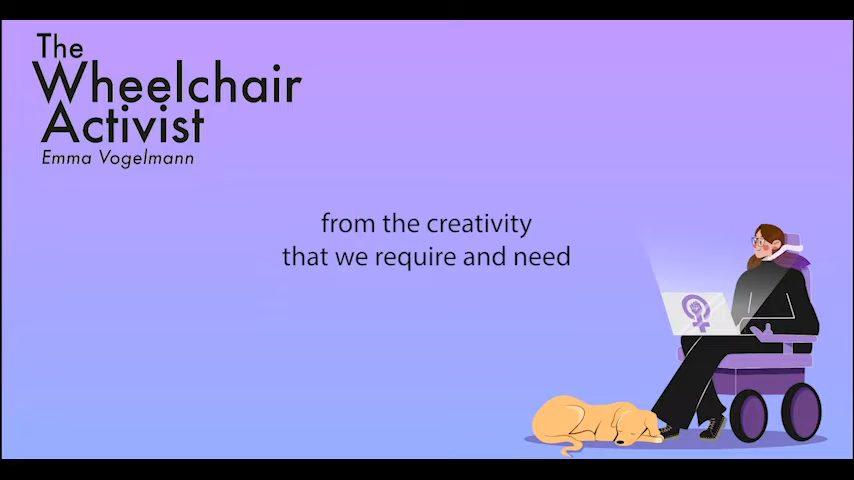 The
Wheelchair
Activist
Emma Vogelmann
from the creativity
that we require and need